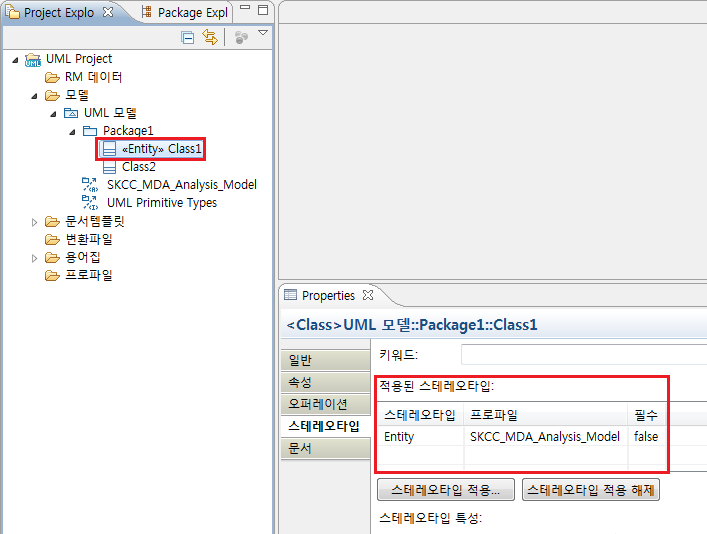 Project Explo
Package Expl
UML Project
RM 데이터
모델
UML 모델
Package1
«Entity» Class1
Class2
SKCC_MDA_Analysis_Model
UML Primitive Types
문서템플릿
변환파일
용어집
프로파일
Properties
<Class>UML 모델::Package1::Class1
일반
속성
오퍼레이션
스테레오타입
문서
키워드:
적용된 스테레오타입:
스테레오타입 프로파일 필수
Entity SKCC_MDA_Analysis_Model false
스테레오타입 적용... 스테레오타입 적용 해제
스테레오타입 특성: